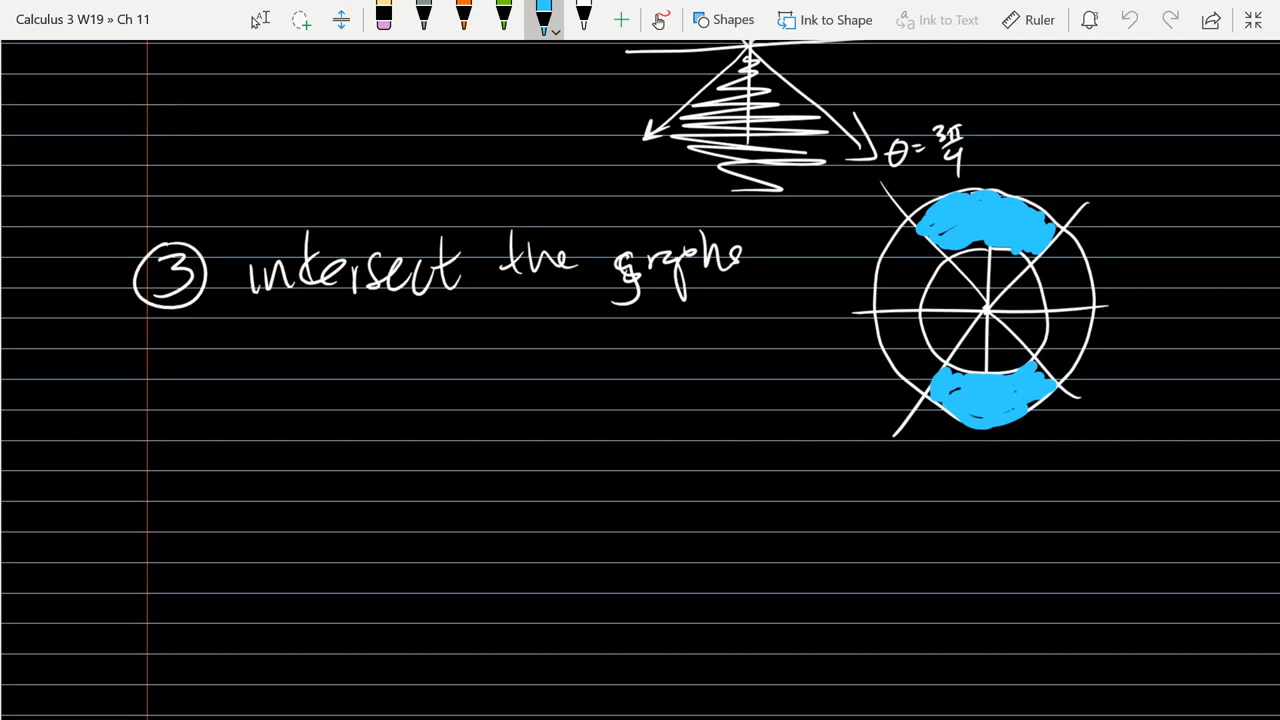 Calculus 3 W19 » Ch 11
Shapes
Ink to Shape
Ink to Text
Ruler
θ = 3π/4
③ intersect the graphs